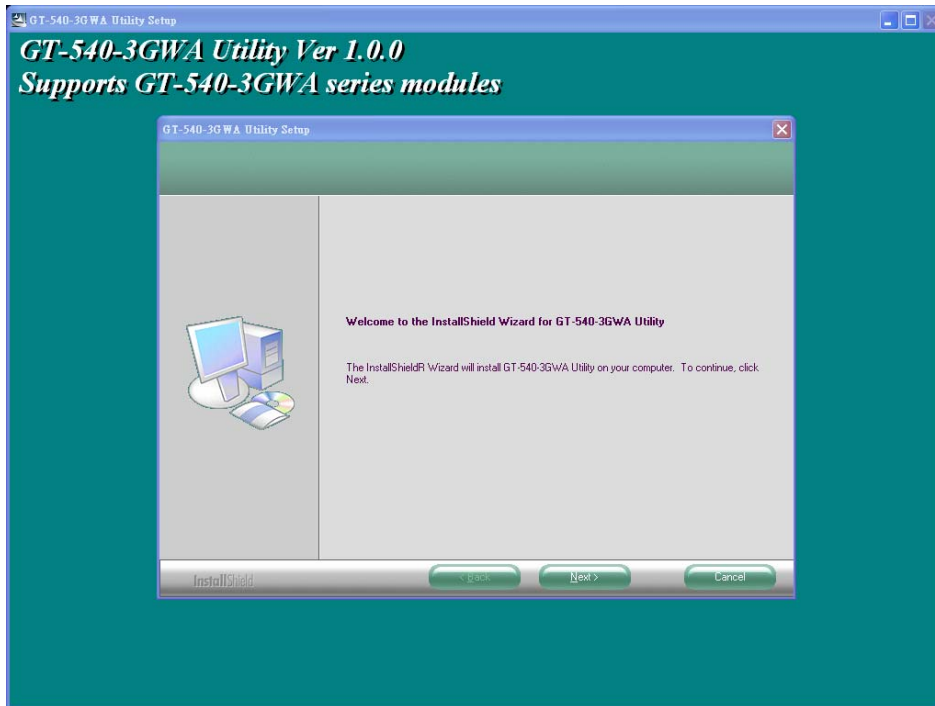 GT-540-3GWA Utility Setup
GT-540-3GWA Utility Ver 1.0.0
Supports GT-540-3GWA series modules
GT-540-3GWA Utility Setup
Welcome to the InstallShield Wizard for GT-540-3GWA Utility
The InstallShieldR Wizard will install GT-540-3GWA Utility on your computer. To continue, click
Next.
InstallShield
< Back
Next >
Cancel